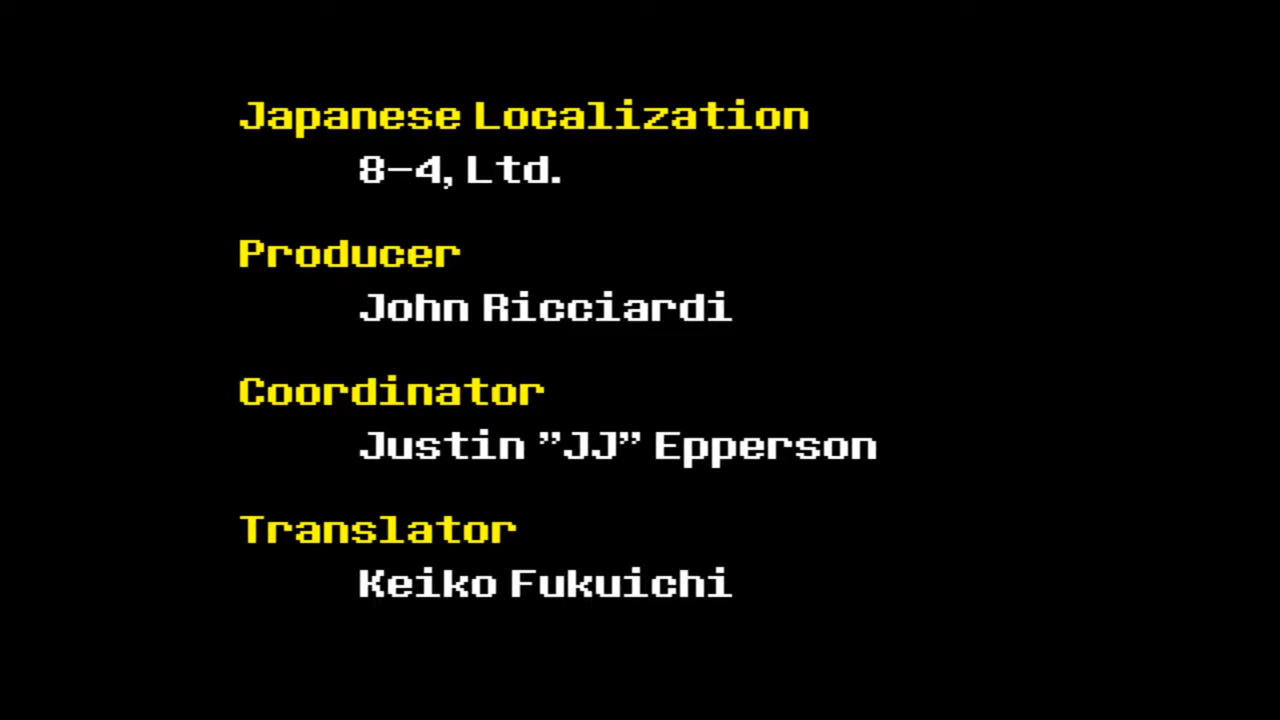 Japanese Localization
8-4, Ltd.
Producer
John Ricciardi
Coordinator
Justin "JJ" Epperson
Translator
Keiko Fukuichi